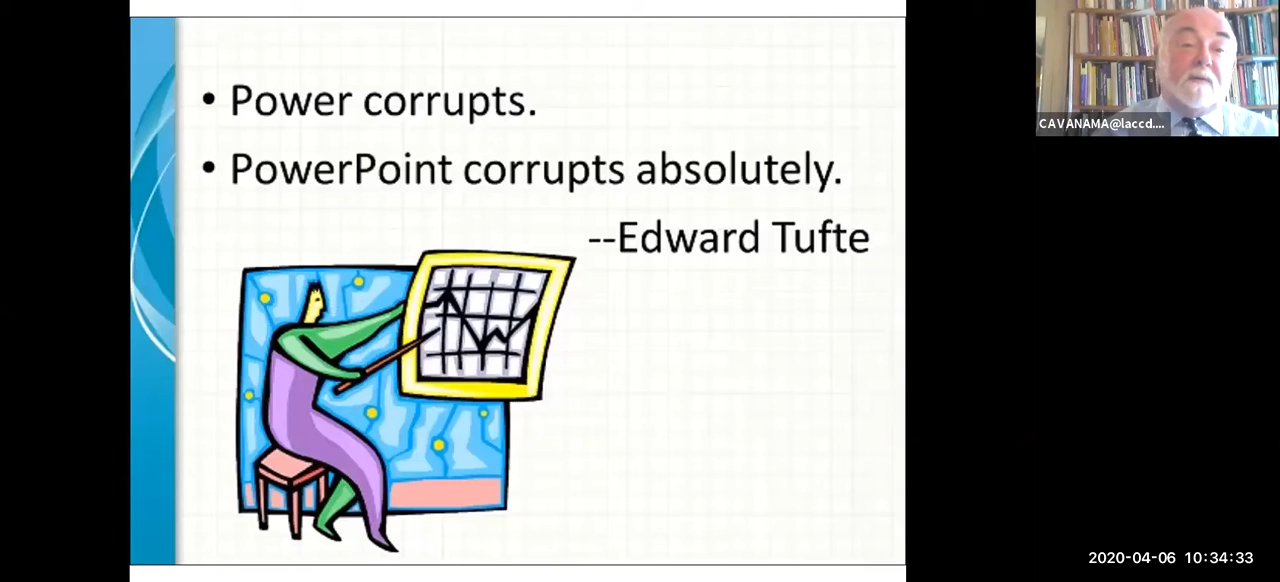 • Power corrupts.
• PowerPoint corrupts absolutely.
--Edward Tufte
CAVANAMA@laccd....
2020-04-06 10:34:33